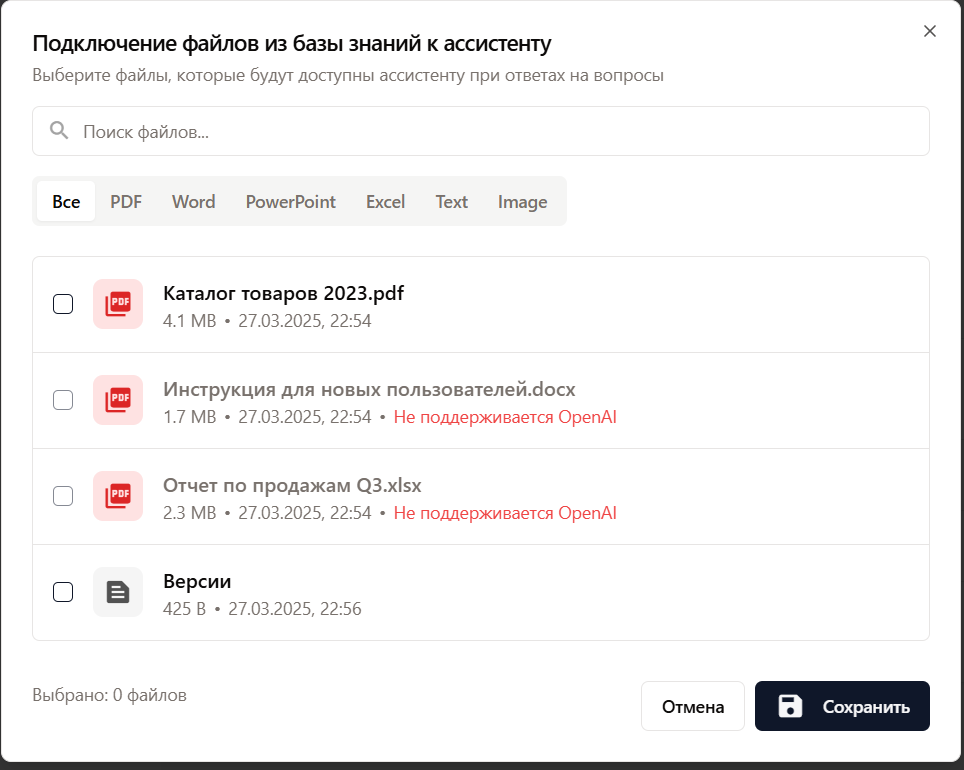 Подключение файлов из базы знаний к ассистенту
Выберите файлы, которые будут доступны ассистенту при ответах на вопросы
Поиск файлов...
Все PDF Word PowerPoint Excel Text Image
PDF
Каталог товаров 2023.pdf
4.1 MB • 27.03.2025, 22:54
PDF
Инструкция для новых пользователей.docx
1.7 MB • 27.03.2025, 22:54 • Не поддерживается OpenAI
PDF
Отчет по продажам Q3.xlsx
2.3 MB • 27.03.2025, 22:54 • Не поддерживается OpenAI
Версии
425 B • 27.03.2025, 22:56
Выбрано: 0 файлов
Отмена
Сохранить